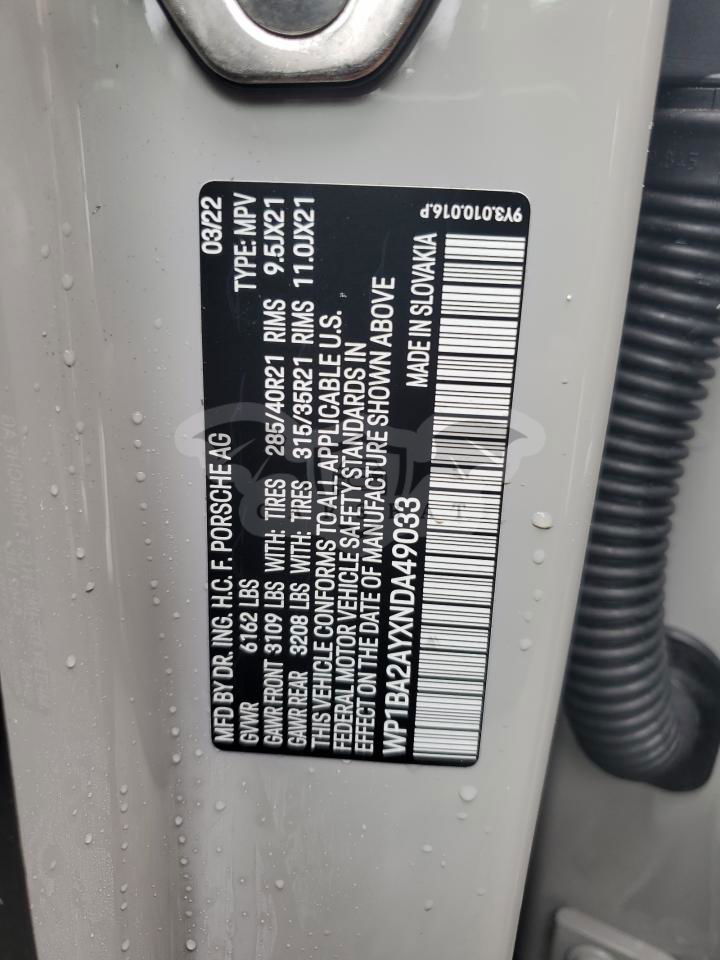 MFD BY DR. ING. H.C. F. PORSCHE AG 03/22
GVWR 6162 LBS TYPE: MPV
GAWR FRONT 3109 LBS WITH: TIRES 285/40R21 RIMS 9.5JX21
GAWR REAR 3208 LBS WITH: TIRES 315/35R21 RIMS 11.0JX21
THIS VEHICLE CONFORMS TO ALL APPLICABLE U.S.
FEDERAL MOTOR VEHICLE SAFETY STANDARDS IN
EFFECT ON THE DATE OF MANUFACTURE SHOWN ABOVE
WP1BA2AYXNDA49033 MADE IN SLOVAKIA
9Y3.010.016.P